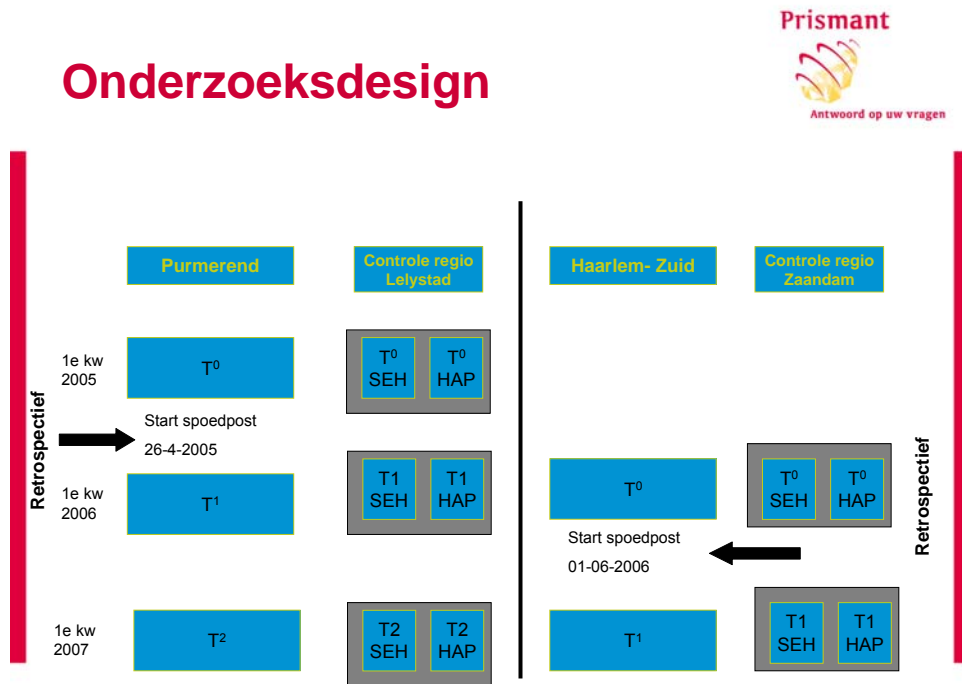 Prismant
Antwoord op uw vragen
Onderzoeksdesign
Purmerend
Controle regio
Lelystad
Haarlem- Zuid
Controle regio
Zaandam
Retrospectief
1e kw
2005
T⁰
T⁰
SEH
T⁰
HAP
Start spoedpost
26-4-2005
1e kw
2006
T¹
T1
SEH
T1
HAP
T⁰
T⁰
SEH
T⁰
HAP
Retrospectief
Start spoedpost
01-06-2006
1e kw
2007
T²
T2
SEH
T2
HAP
T¹
T1
SEH
T1
HAP